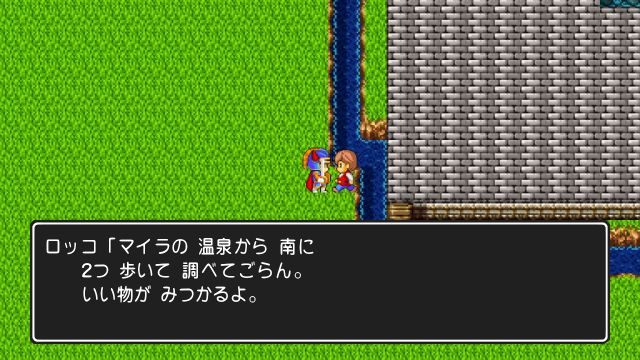 ロッコ「マイラの 温泉から 南に
2つ 歩いて 調べてごらん。
いい物が みつかるよ。